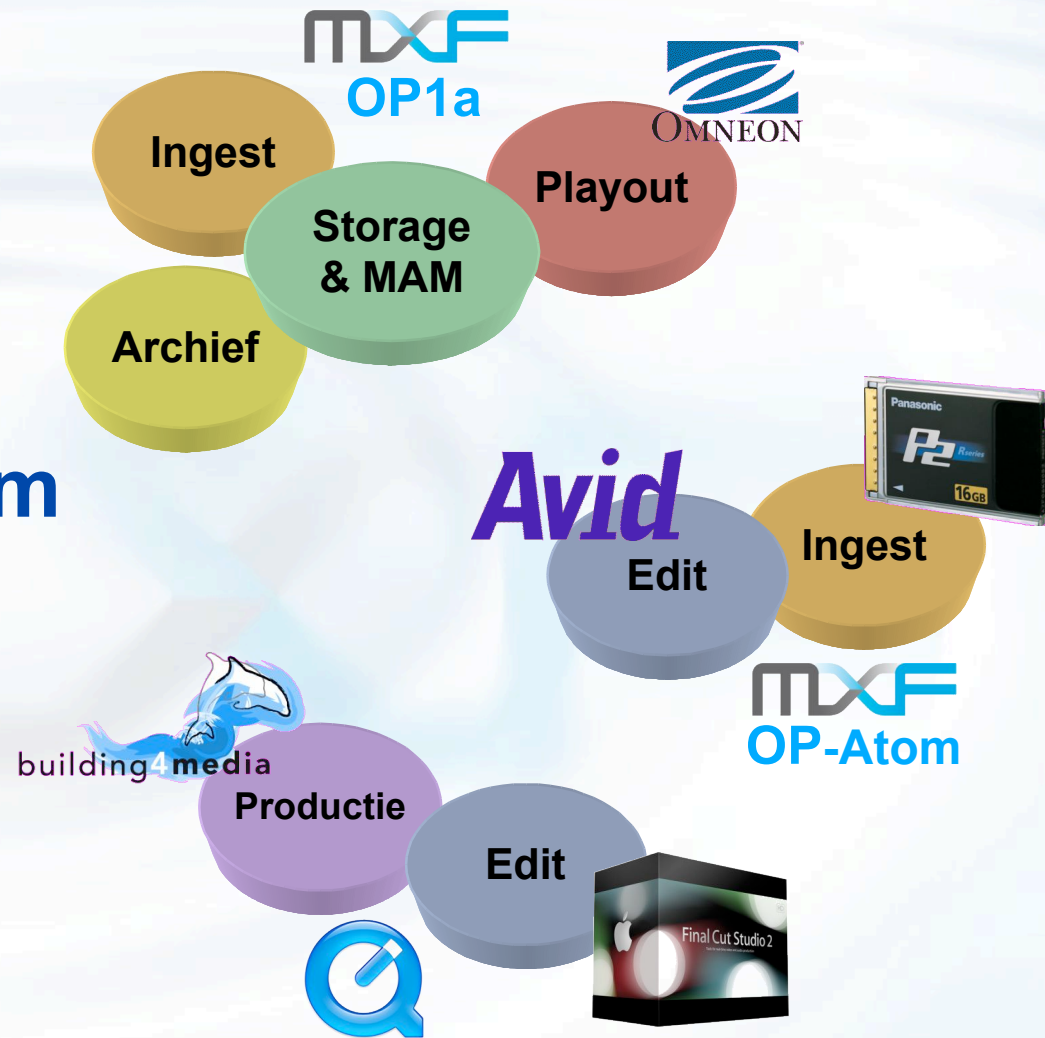 mxf
OP1a
OMNEON
Ingest
Playout
Storage
& MAM
Archief
Panasonic
P2 R series
16GB
m
Avid
Edit
Ingest
mxf
OP-Atom
building4media
Productie
Edit
Final Cut Studio 2